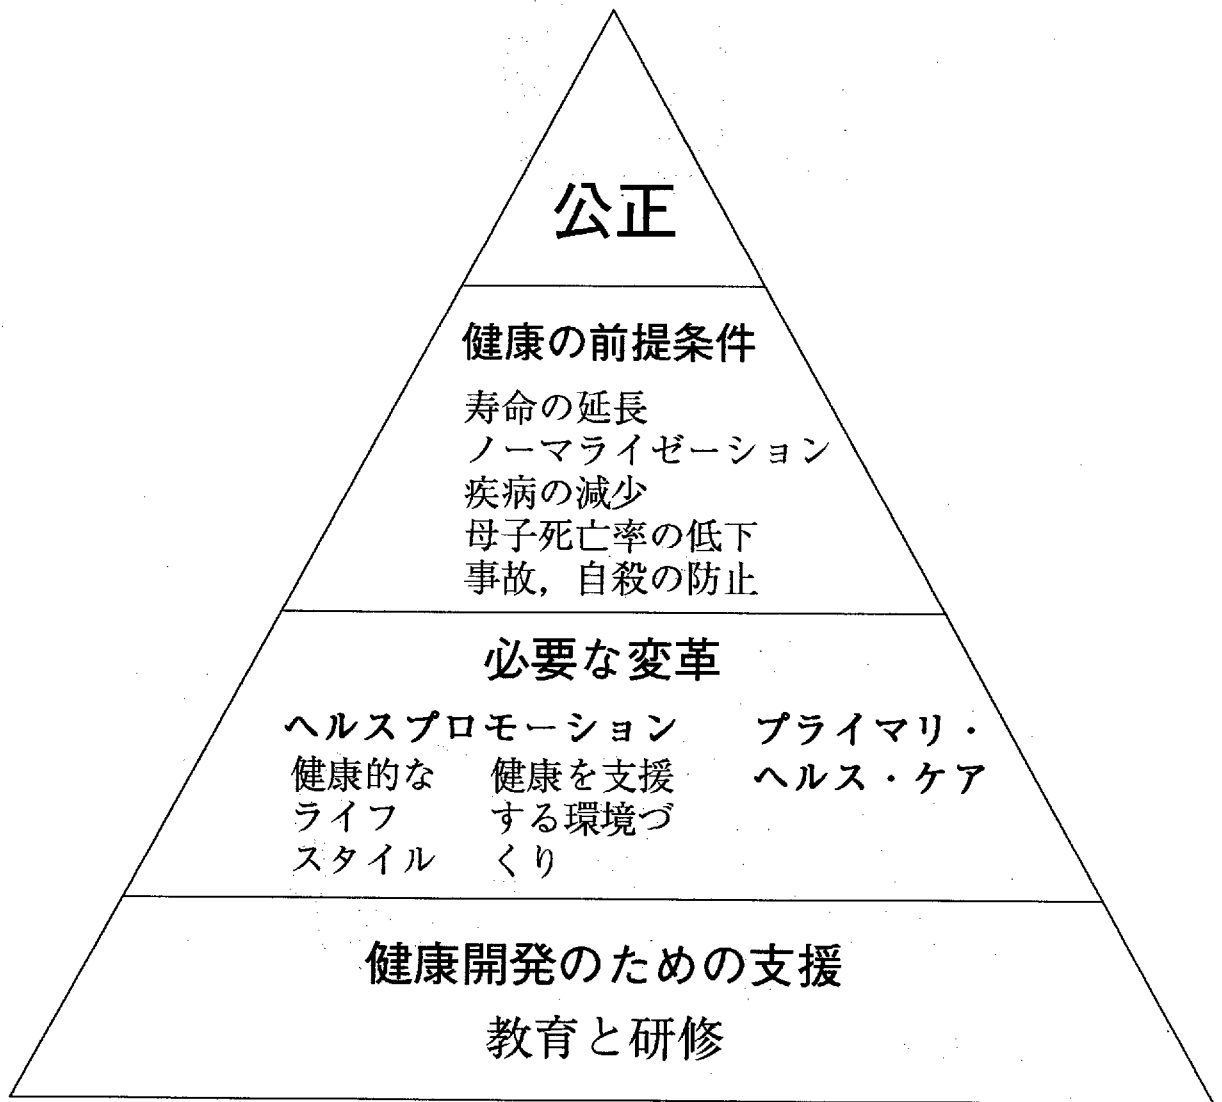 公正
健康の前提条件
寿命の延長
ノーマライゼーション
疾病の減少
母子死亡率の低下
事故，自殺の防止
必要な変革
ヘルスプロモーション
健康的な
ライフ
スタイル
健康を支援
する環境づ
くり
プライマリ・
ヘルス・ケア
健康開発のための支援
教育と研修